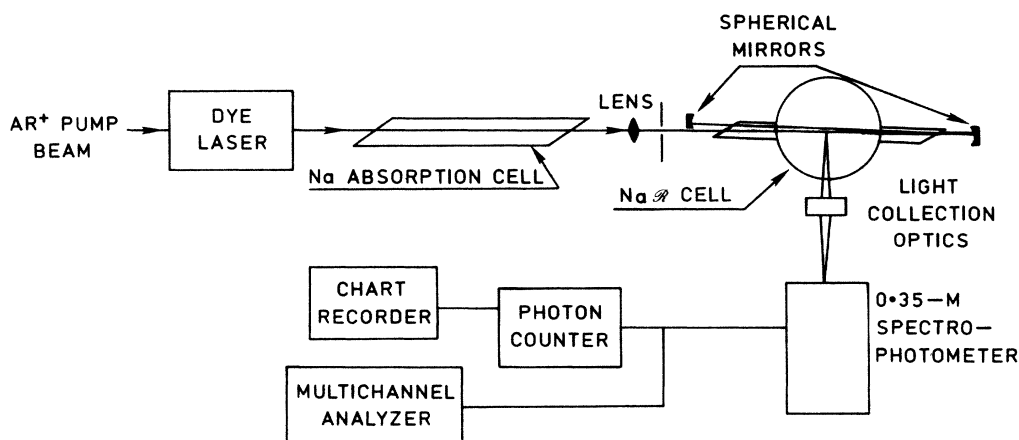 SPHERICAL
MIRRORS
AR+ PUMP
BEAM
DYE
LASER
LENS
Na ABSORPTION CELL
Na ℛ CELL
LIGHT
COLLECTION
OPTICS
CHART
RECORDER
PHOTON
COUNTER
0•35—M
SPECTRO—
PHOTOMETER
MULTICHANNEL
ANALYZER